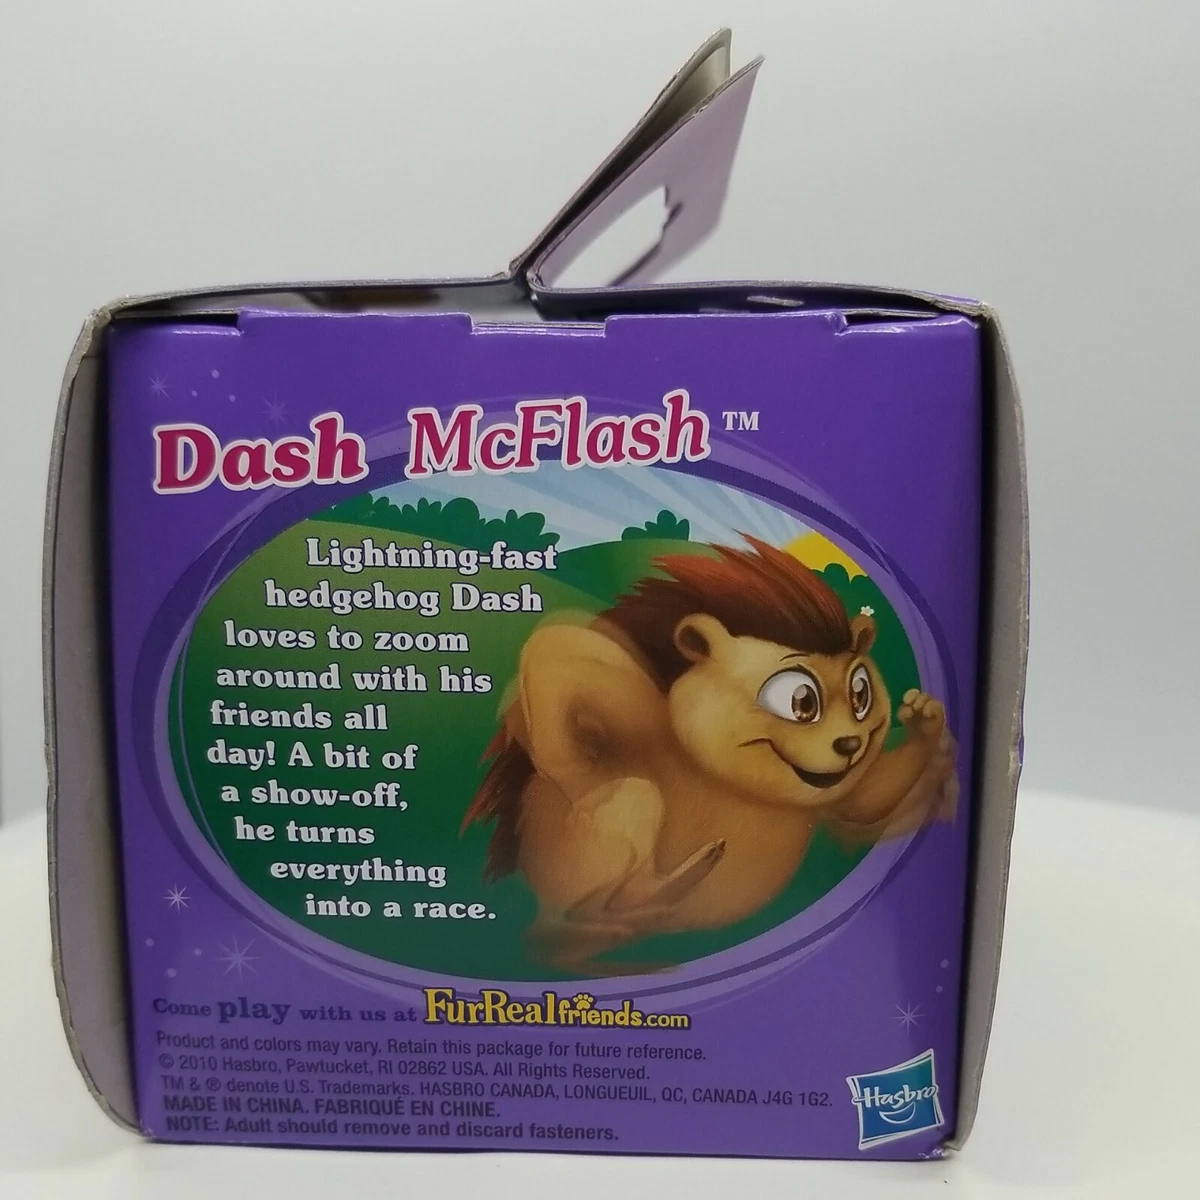 Dash McFlash™
Lightning-fast
hedgehog Dash
loves to zoom
around with his
friends all
day! A bit of
a show-off,
he turns
everything
into a race.
Come play with us at FurRealfriends.com
Product and colors may vary. Retain this package for future reference.
© 2010 Hasbro, Pawtucket, RI 02862 USA. All Rights Reserved.
TM & ® denote U.S. Trademarks. HASBRO CANADA, LONGUEUIL, QC, CANADA J4G 1G2.
MADE IN CHINA. FABRIQUÉ EN CHINE.
NOTE: Adult should remove and discard fasteners.
Hasbro